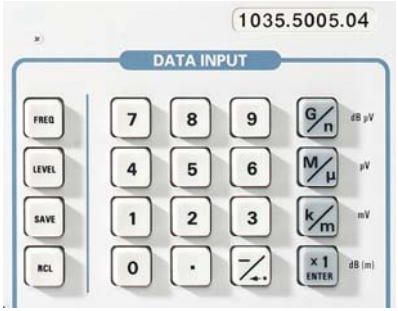 1035.5005.04
DATA INPUT
FREQ 7 8 9 G/n dB µV
LEVEL 4 5 6 M/µ µV
SAVE 1 2 3 k/m mV
RCL 0 . -/← x1 ENTER dB (m)